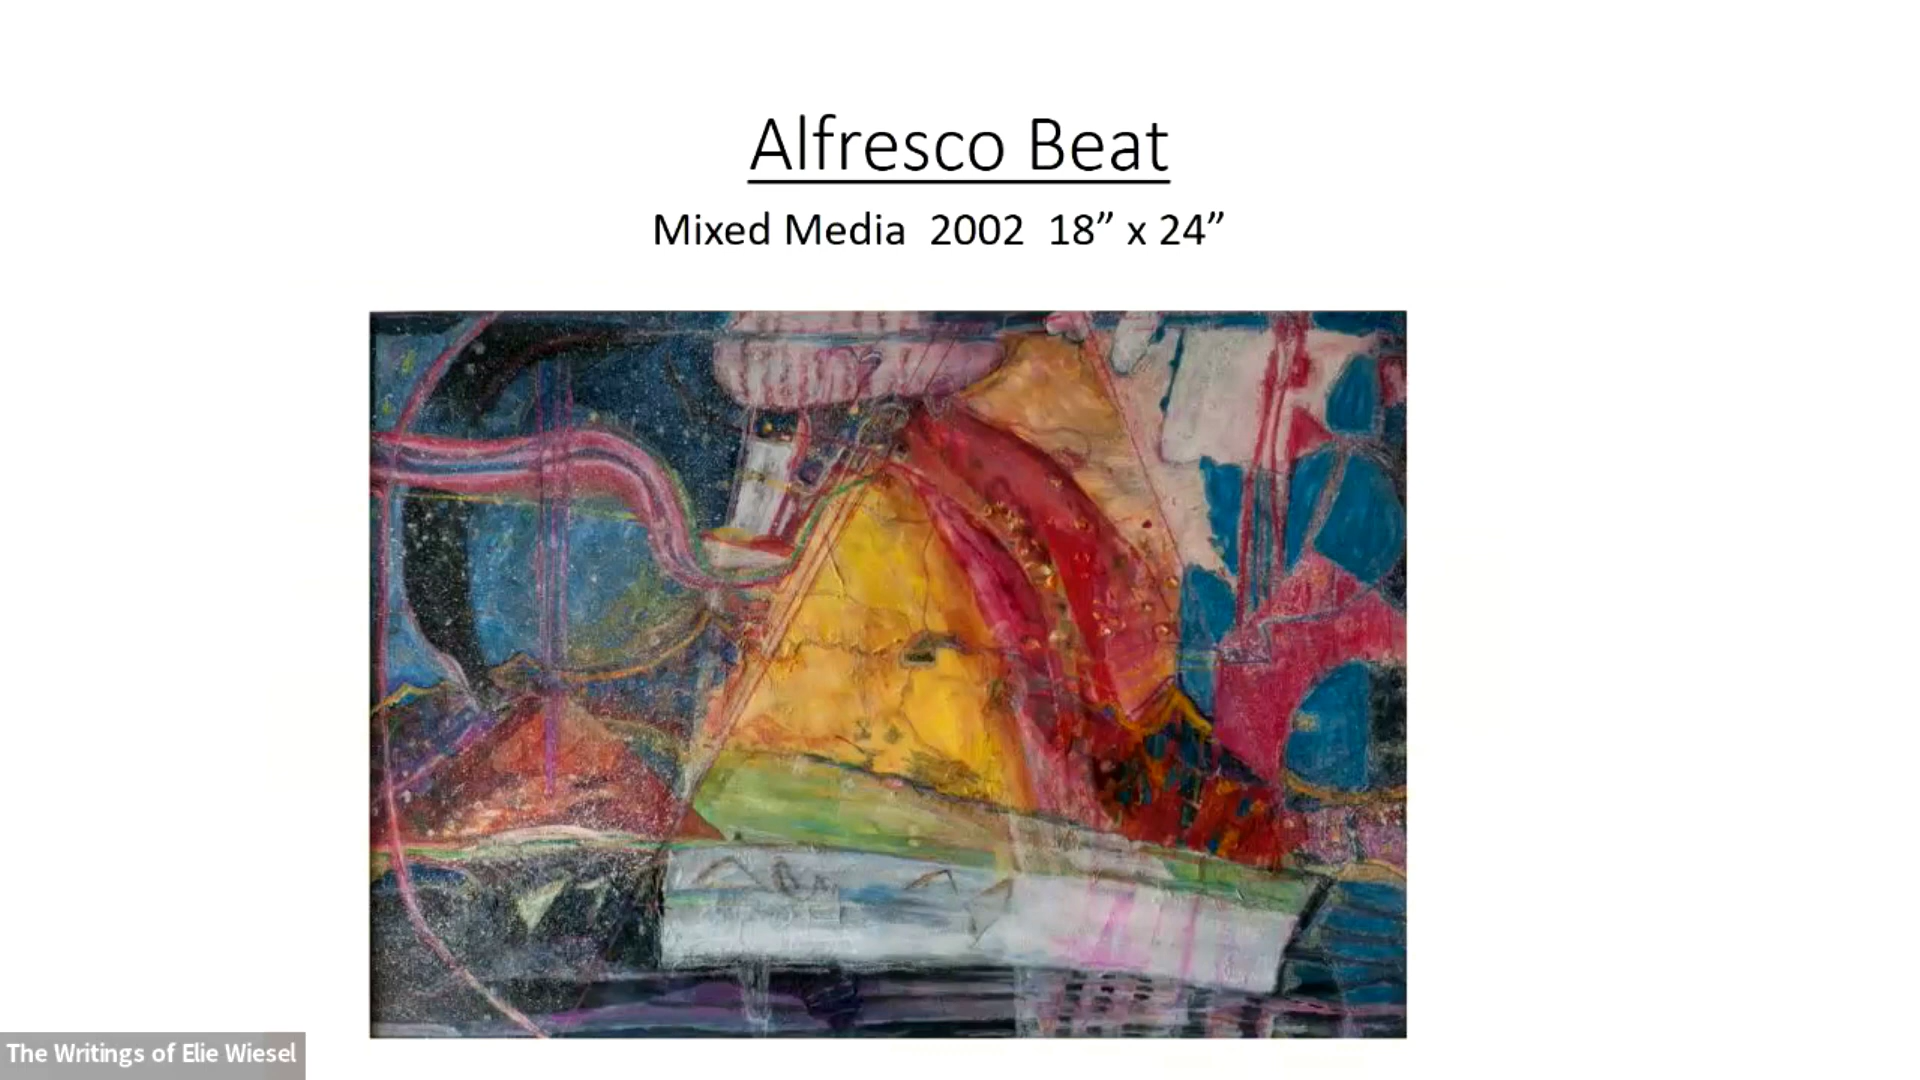 Alfresco Beat
Mixed Media 2002 18” x 24”
The Writings of Elie Wiesel